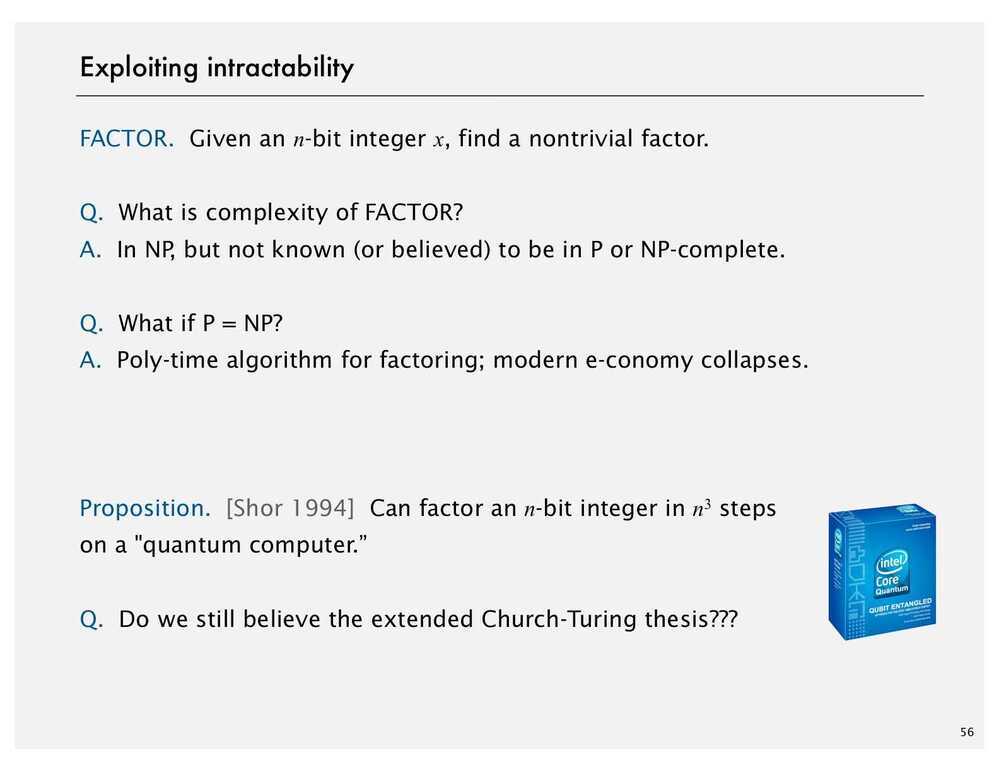 Exploiting intractability
FACTOR. Given an n-bit integer x, find a nontrivial factor.
Q. What is complexity of FACTOR?
A. In NP, but not known (or believed) to be in P or NP-complete.
Q. What if P = NP?
A. Poly-time algorithm for factoring; modern e-conomy collapses.
Proposition. [Shor 1994] Can factor an n-bit integer in n³ steps
on a "quantum computer.”
intel
Core
Quantum
QUBIT ENTANGLED
Q. Do we still believe the extended Church-Turing thesis???
56